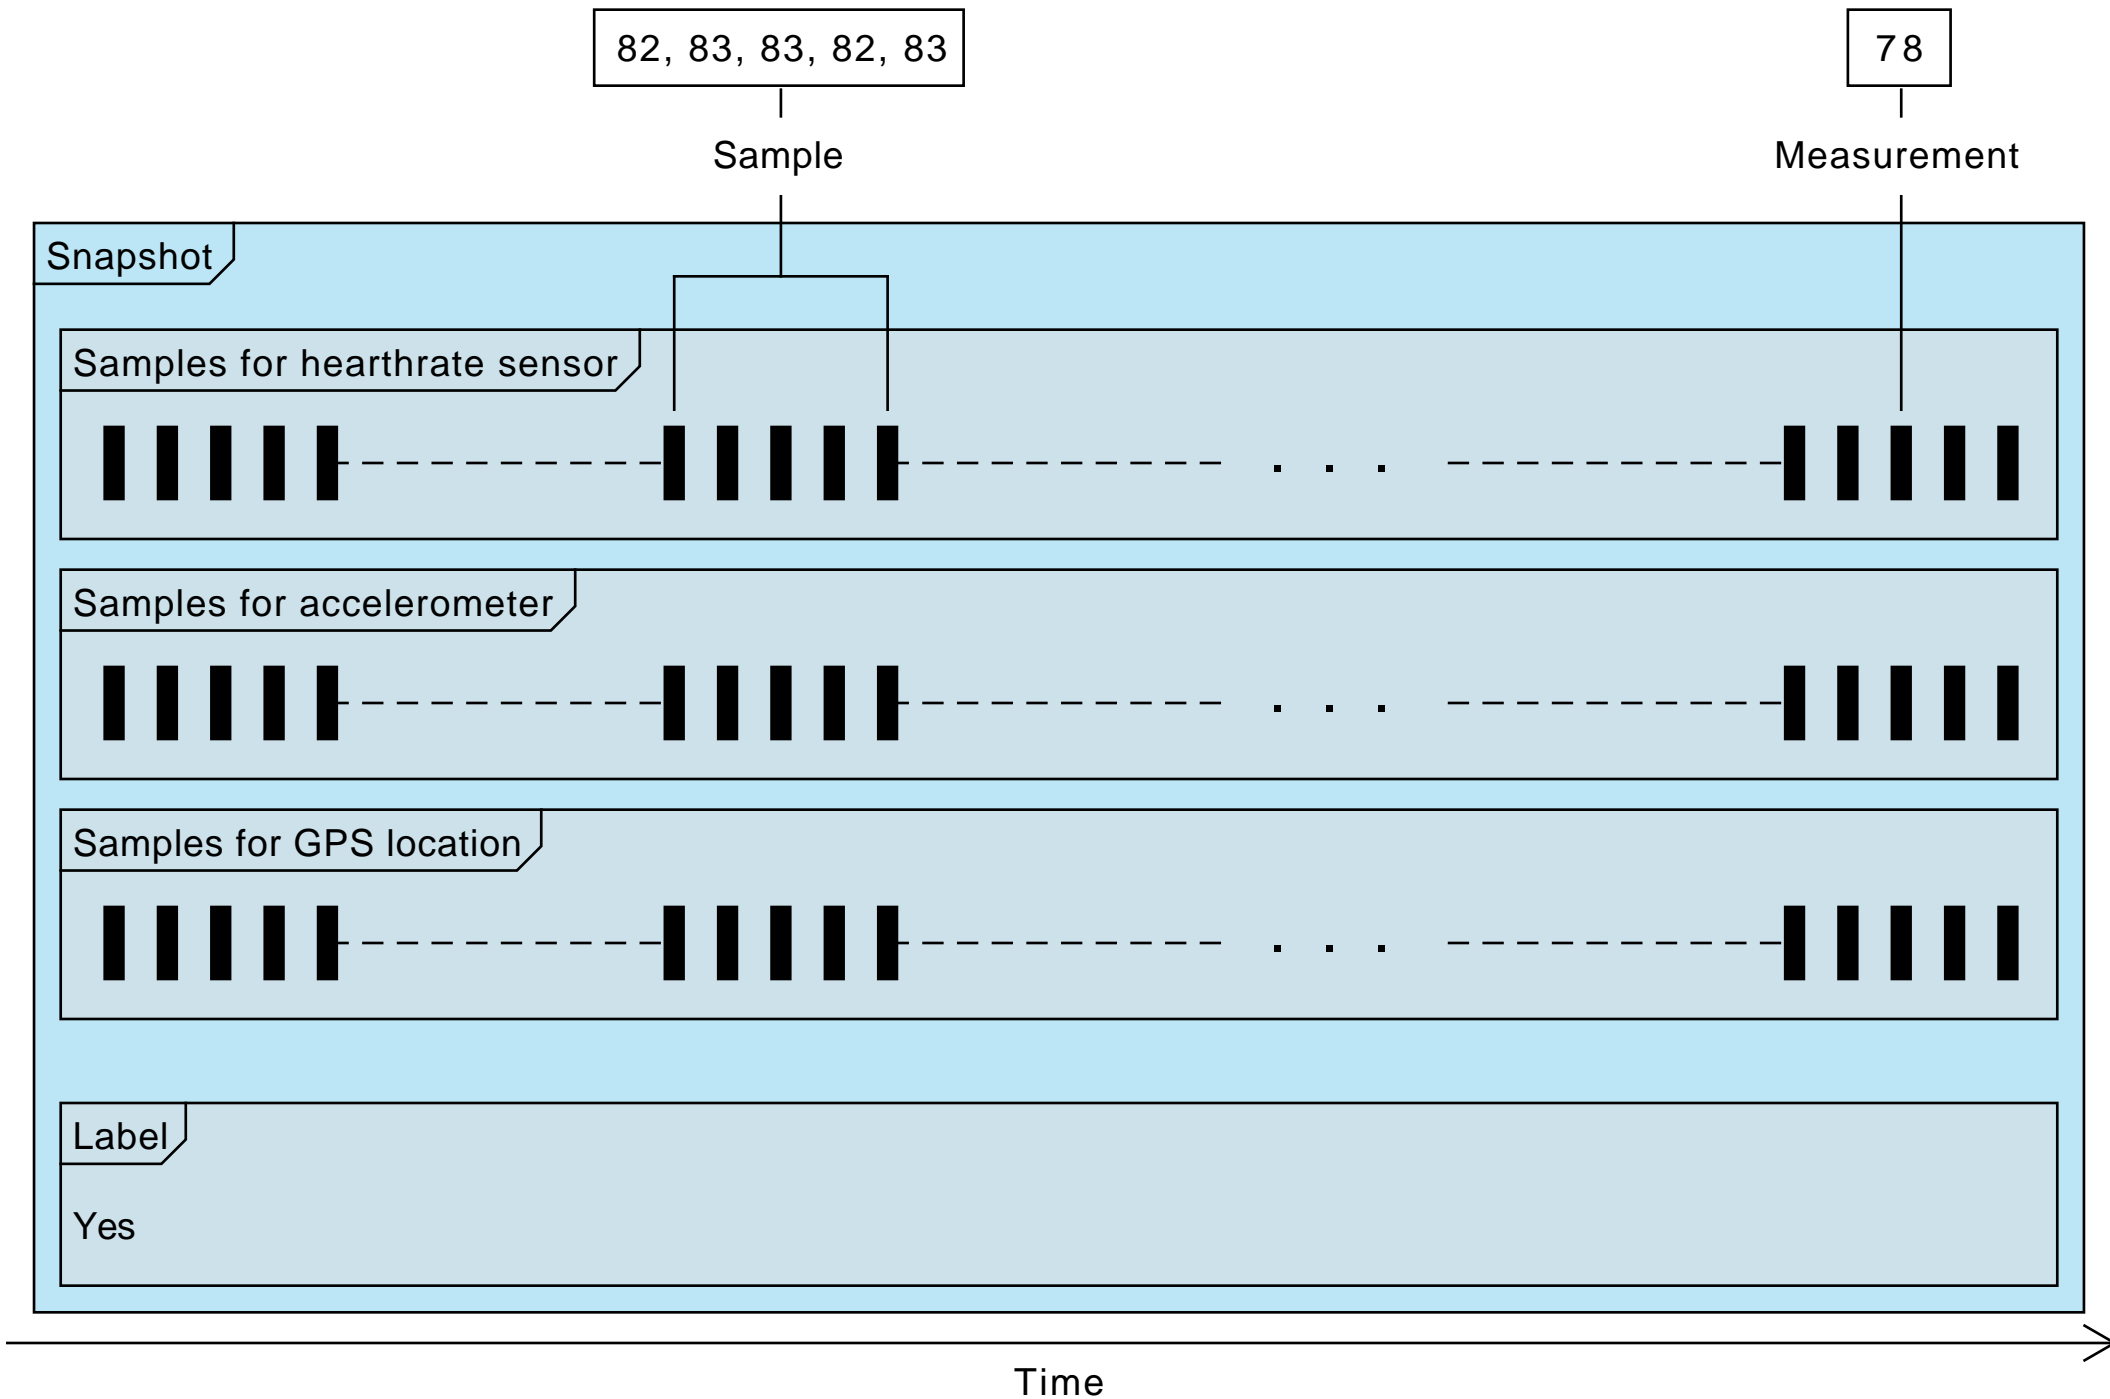 82, 83, 83, 82, 83
78
Sample
Measurement
Snapshot
Samples for hearthrate sensor
. . .
Samples for accelerometer
. . .
Samples for GPS location
. . .
Label
Yes
Time